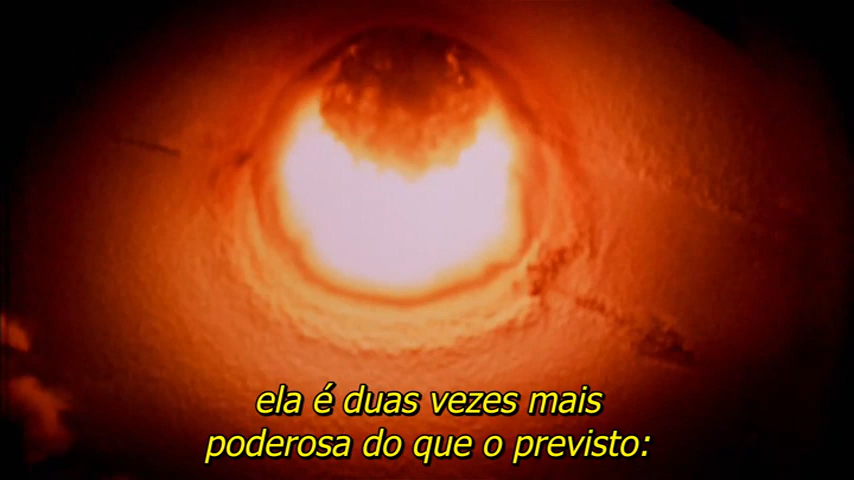 ela é duas vezes mais
poderosa do que o previsto: